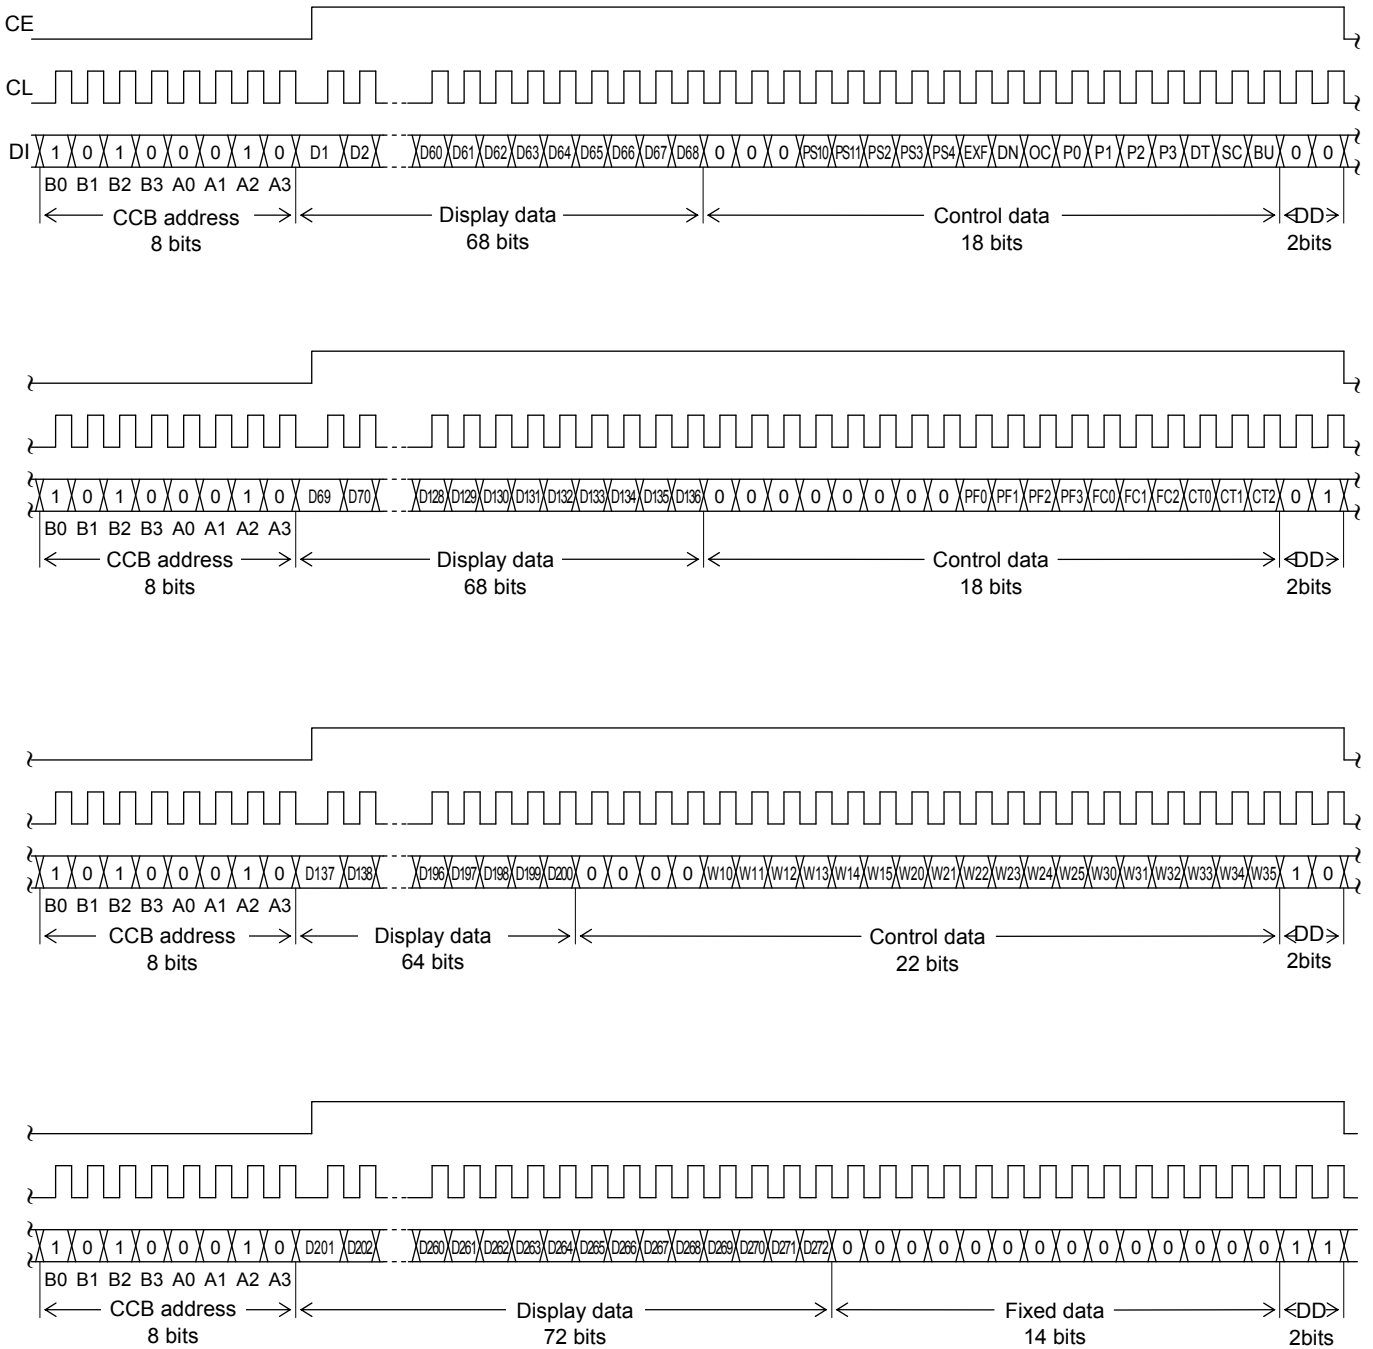 CE
CL
DI 1 0 1 0 0 0 1 0 D1 D2 D60 D61 D62 D63 D64 D65 D66 D67 D68 0 0 0 PS10 PS11 PS2 PS3 PS4 EXF DN OC P0 P1 P2 P3 DT SC BU 0 0
B0 B1 B2 B3 A0 A1 A2 A3
CCB address Display data Control data DD
8 bits 68 bits 18 bits 2bits
1 0 1 0 0 0 1 0 D69 D70 D128 D129 D130 D131 D132 D133 D134 D135 D136 0 0 0 0 0 0 0 0 PF0 PF1 PF2 PF3 FC0 FC1 FC2 CT0 CT1 CT2 0 1
B0 B1 B2 B3 A0 A1 A2 A3
CCB address Display data Control data DD
8 bits 68 bits 18 bits 2bits
1 0 1 0 0 0 1 0 D137 D138 D196 D197 D198 D199 D200 0 0 0 0 W10 W11 W12 W13 W14 W15 W20 W21 W22 W23 W24 W25 W30 W31 W32 W33 W34 W35 1 0
B0 B1 B2 B3 A0 A1 A2 A3
CCB address Display data Control data DD
8 bits 64 bits 22 bits 2bits
1 0 1 0 0 0 1 0 D201 D202 D260 D261 D262 D263 D264 D265 D266 D267 D268 D269 D270 D271 D272 0 0 0 0 0 0 0 0 0 0 0 0 0 0 1 1
B0 B1 B2 B3 A0 A1 A2 A3
CCB address Display data Fixed data DD
8 bits 72 bits 14 bits 2bits